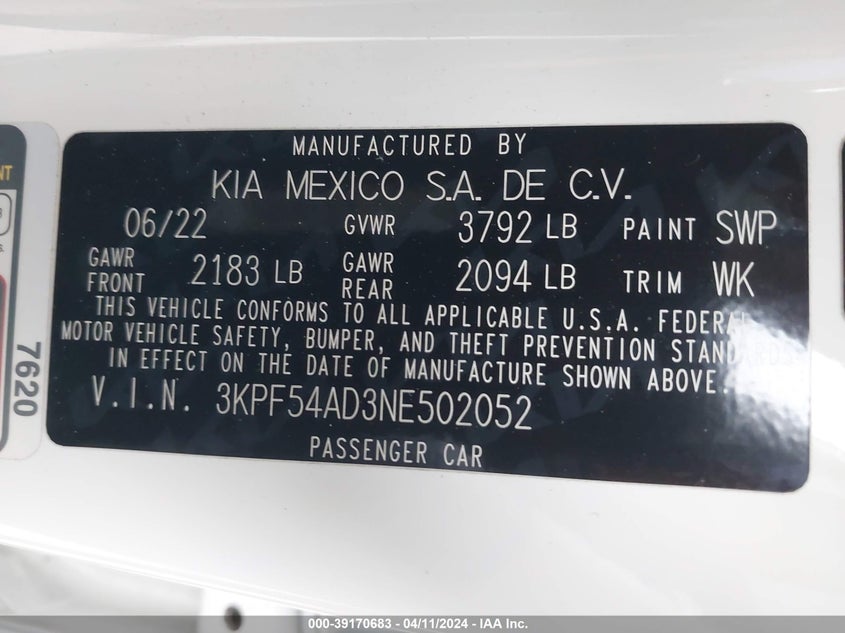 MANUFACTURED BY
KIA MEXICO S.A. DE C.V.
06/22 GVWR 3792 LB PAINT SWP
GAWR FRONT 2183 LB GAWR REAR 2094 LB TRIM WK
THIS VEHICLE CONFORMS TO ALL APPLICABLE U.S.A. FEDERAL
MOTOR VEHICLE SAFETY, BUMPER, AND THEFT PREVENTION STANDARDS
IN EFFECT ON THE DATE OF MANUFACTURE SHOWN ABOVE.
V.I.N. 3KPF54AD3NE502052
PASSENGER CAR
7620
000-39170683 - 04/11/2024 - IAA Inc.